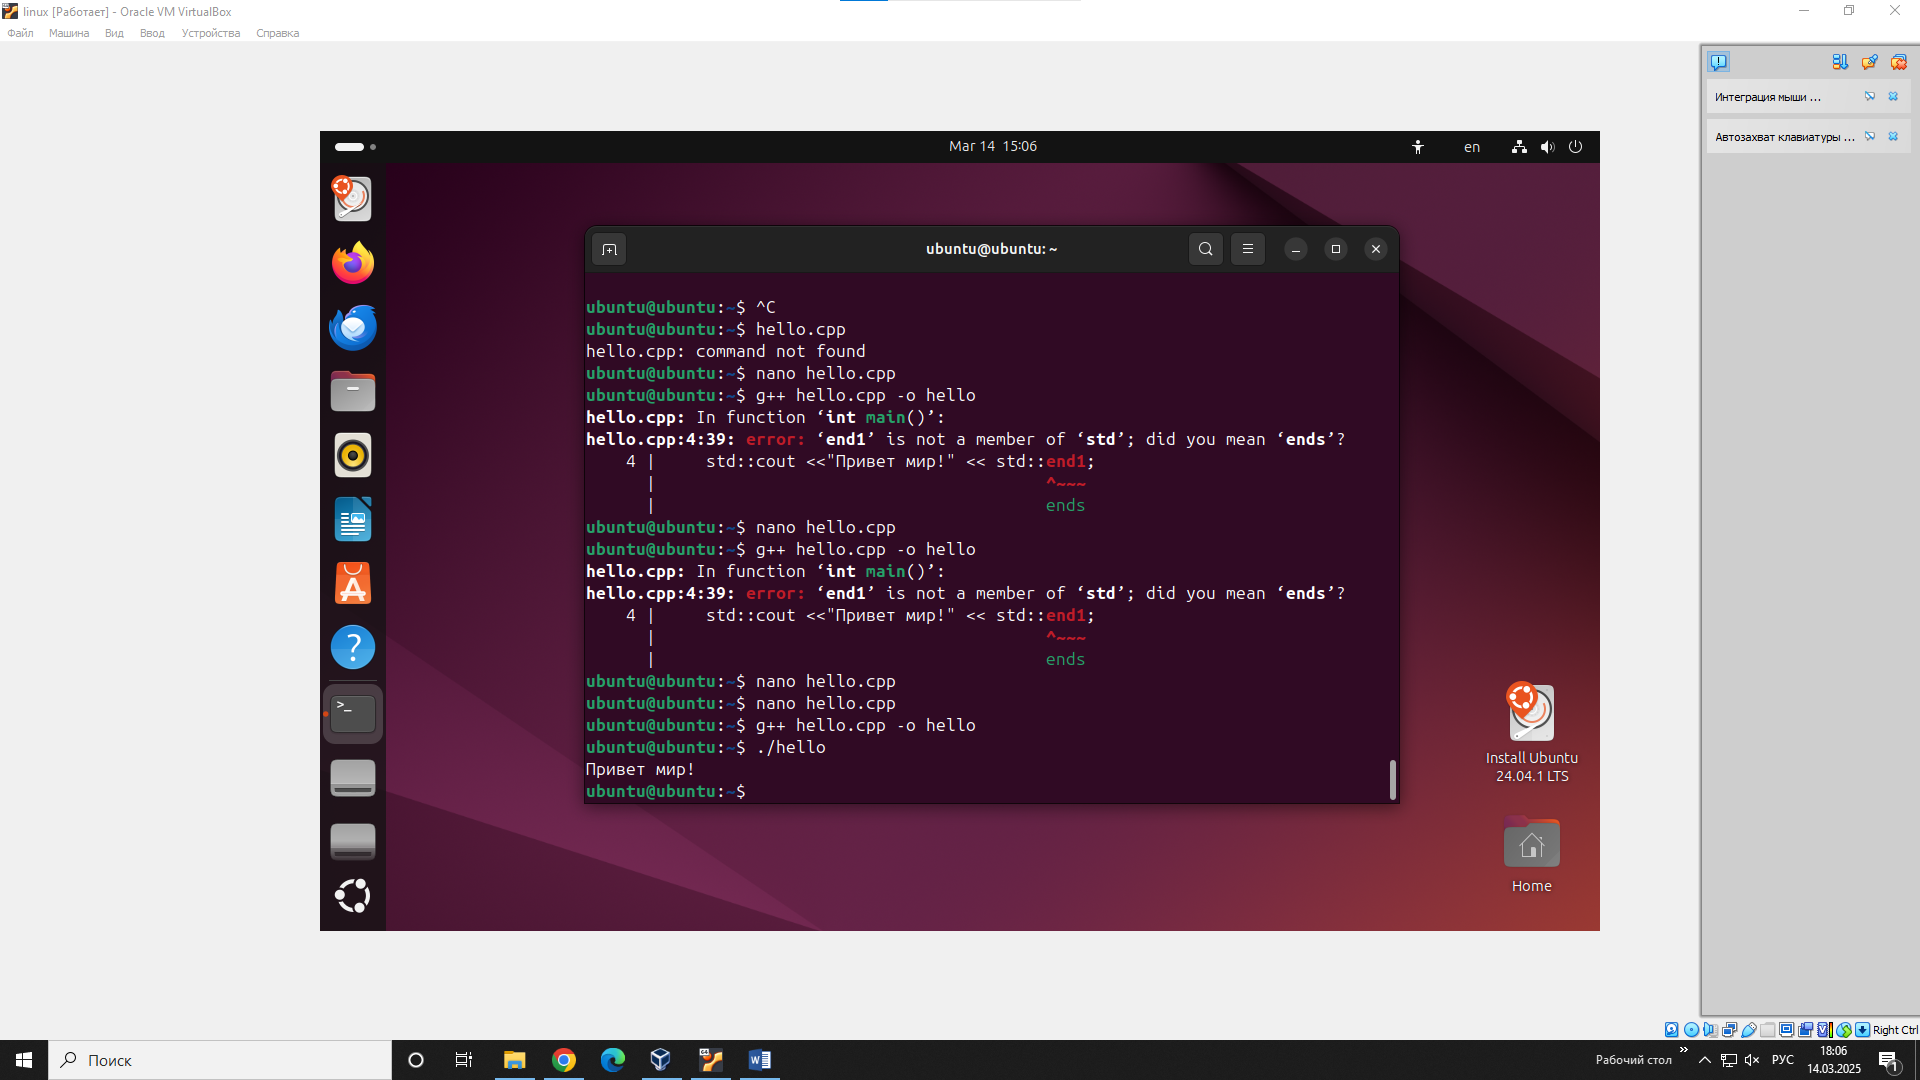 linux [Работает] - Oracle VM VirtualBox
Файл Машина Вид Ввод Устройства Справка
Интеграция мыши ...
Автозахват клавиатуры ...
Mar 14 15:06
en
ubuntu@ubuntu: ~
ubuntu@ubuntu:~$ ^C
ubuntu@ubuntu:~$ hello.cpp
hello.cpp: command not found
ubuntu@ubuntu:~$ nano hello.cpp
ubuntu@ubuntu:~$ g++ hello.cpp -o hello
hello.cpp: In function ‘int main()’:
hello.cpp:4:39: error: ‘end1’ is not a member of ‘std’; did you mean ‘ends’?
4 | std::cout <<"Привет мир!" << std::end1;
| ^~~~
| ends
ubuntu@ubuntu:~$ nano hello.cpp
ubuntu@ubuntu:~$ g++ hello.cpp -o hello
hello.cpp: In function ‘int main()’:
hello.cpp:4:39: error: ‘end1’ is not a member of ‘std’; did you mean ‘ends’?
4 | std::cout <<"Привет мир!" << std::end1;
| ^~~~
| ends
ubuntu@ubuntu:~$ nano hello.cpp
ubuntu@ubuntu:~$ nano hello.cpp
ubuntu@ubuntu:~$ g++ hello.cpp -o hello
ubuntu@ubuntu:~$ ./hello
Привет мир!
ubuntu@ubuntu:~$
Install Ubuntu
24.04.1 LTS
Home
Right Ctrl
Поиск
Рабочий стол
РУС
18:06
14.03.2025
1